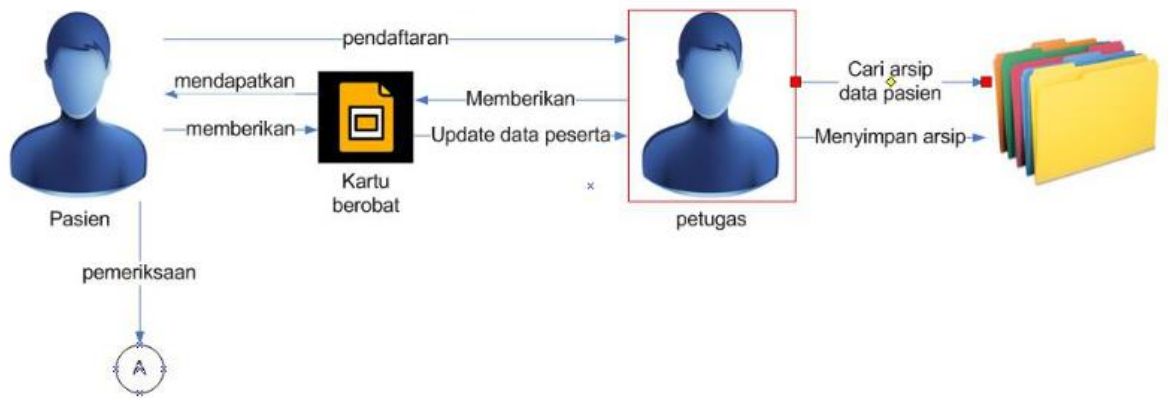 pendaftaran
mendapatkan
Memberikan
memberikan
Update data peserta
Cari arsip
data pasien
Menyimpan arsip
Kartu
berobat
Pasien
petugas
pemeriksaan
A